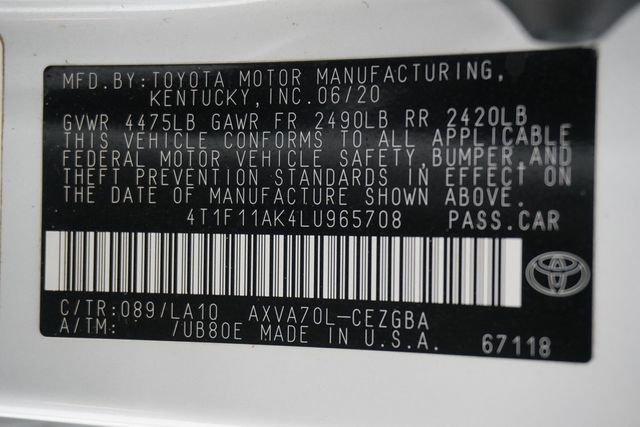 MFD.BY:TOYOTA MOTOR MANUFACTURING,
KENTUCKY,INC.06/20
GVWR 4475LB GAWR FR 2490LB RR 2420LB
THIS VEHICLE CONFORMS TO ALL APPLICABLE
FEDERAL MOTOR VEHICLE SAFETY,BUMPER,AND
THEFT PREVENTION STANDARDS IN EFFECT ON
THE DATE OF MANUFACTURE SHOWN ABOVE.
4T1F11AK4LU965708 PASS.CAR
C/TR:089/LA10 AXVA70L-CEZGBA
A/TM: /UB80E MADE IN U.S.A. 67118